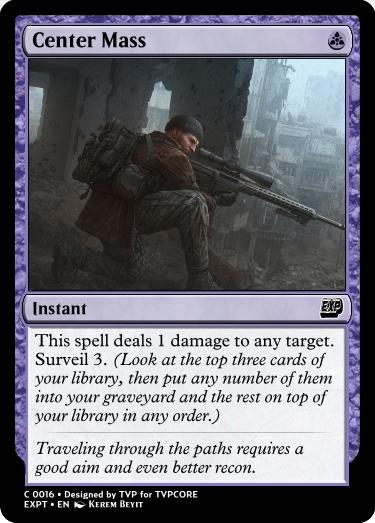 Center Mass
Instant
EXP
This spell deals 1 damage to any target.
Surveil 3. (Look at the top three cards of
your library, then put any number of them
into your graveyard and the rest on top of
your library in any order.)
Traveling through the paths requires a
good aim and even better recon.
C 0016 • Designed by TVP for TVPCORE
EXPT • EN Kerem Beyit